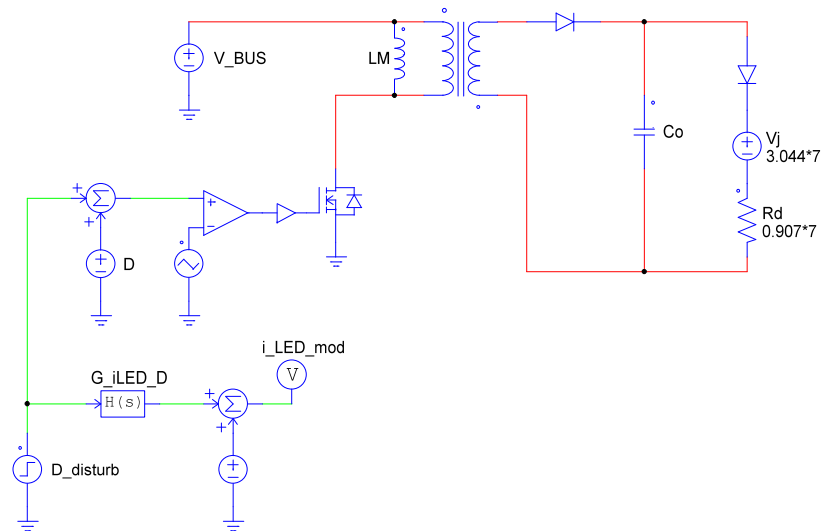 V_BUS
LM
Co
Vj
3.044*7
Rd
0.907*7
D
i_LED_mod
V
G_iLED_D
H(s)
D_disturb